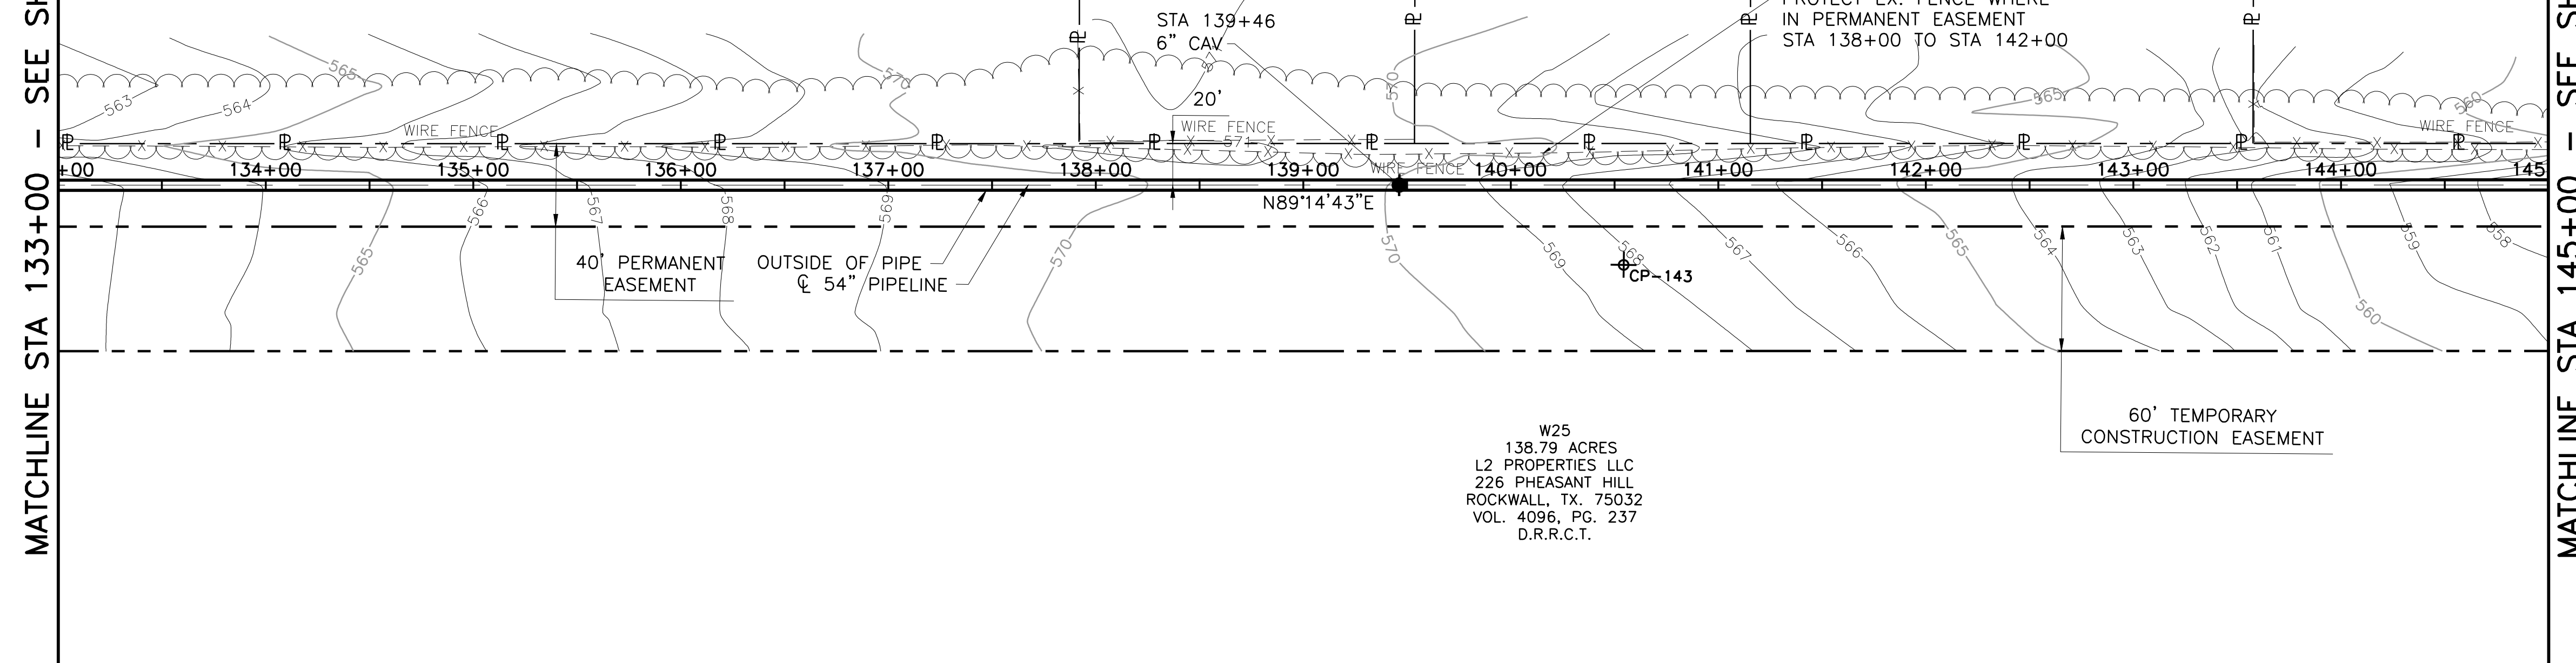 MATCHLINE STA 133+00 – SEE
STA 139+46
6" CAV
PROTECT EX. FENCE WHERE
IN PERMANENT EASEMENT
STA 138+00 TO STA 142+00
MATCHLINE STA 145+00 – SEE
563
564
565
570
20'
570
565
560
WIRE FENCE
WIRE FENCE
571
WIRE FENCE
WIRE FENCE
+00
134+00
135+00
136+00
137+00
138+00
139+00
140+00
141+00
142+00
143+00
144+00
145
N89°14'43"E
565
566
567
568
569
570
570
569
568
567
566
565
564
563
562
561
560
559
558
40' PERMANENT
EASEMENT
OUTSIDE OF PIPE
℄ 54" PIPELINE
CP-143
60' TEMPORARY
CONSTRUCTION EASEMENT
W25
138.79 ACRES
L2 PROPERTIES LLC
226 PHEASANT HILL
ROCKWALL, TX. 75032
VOL. 4096, PG. 237
D.R.R.C.T.